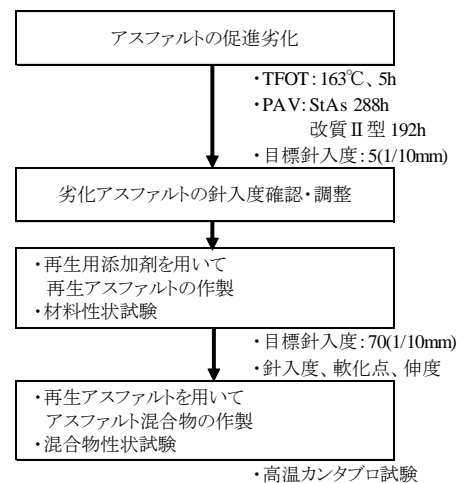 アスファルトの促進劣化
・TFOT：163℃、5h
・PAV：StAs 288h
改質Ⅱ型 192h
・目標針入度：5(1/10mm)
劣化アスファルトの針入度確認・調整
・再生用添加剤を用いて
再生アスファルトの作製
・材料性状試験
・目標針入度：70(1/10mm)
・針入度、軟化点、伸度
・再生アスファルトを用いて
アスファルト混合物の作製
・混合物性状試験
・高温カンタブロ試験